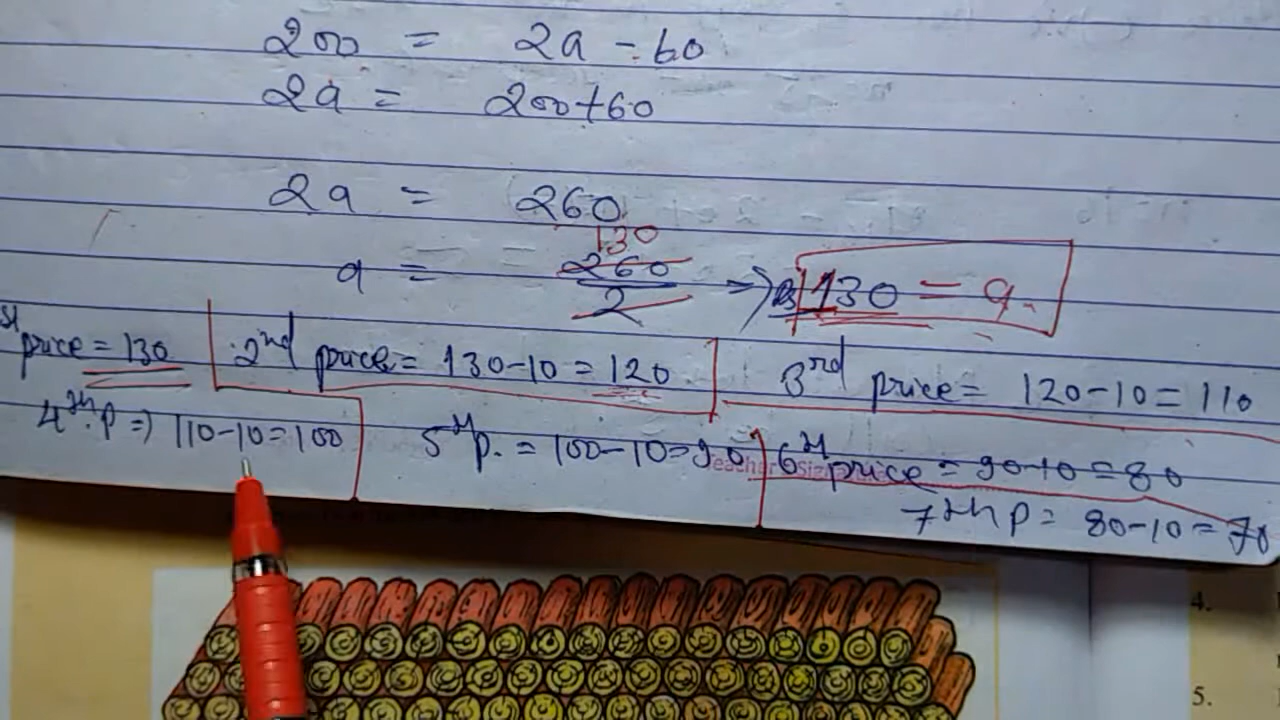 200 = 2a - 60
2a = 200+60
2a = 260
130
a = 260/2 => 130 = a.
st price = 130 2nd price = 130-10 = 120 3rd price = 120-10 = 110
4th.p => 110-10=100 5th p. = 100-10=90 6th price = 90-10=80
7th p = 80-10=70
4.
5.